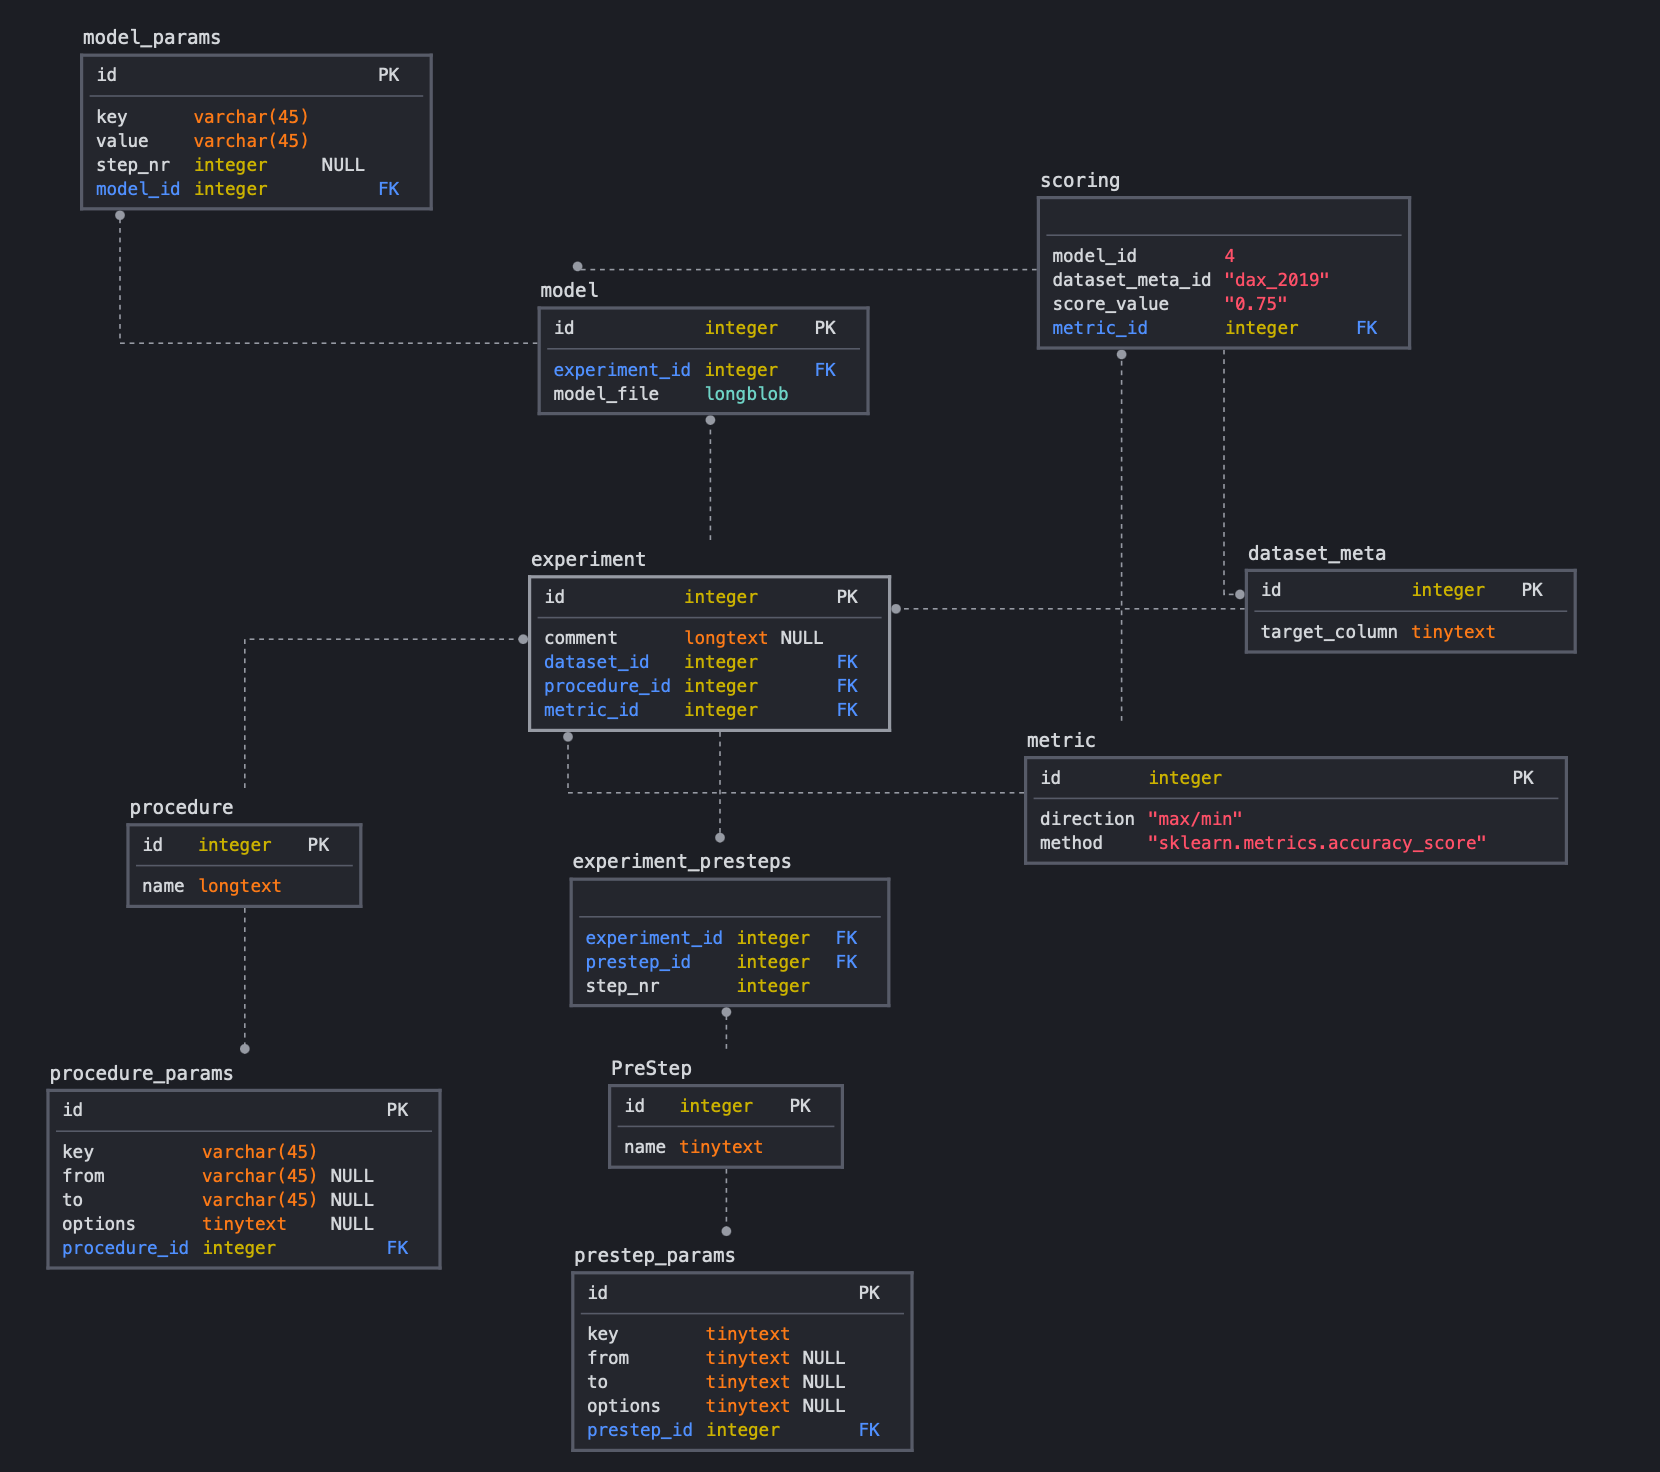 model_params
id PK
key varchar(45)
value varchar(45)
step_nr integer NULL
model_id integer FK
scoring
model_id 4
dataset_meta_id "dax_2019"
score_value "0.75"
metric_id integer FK
model
id integer PK
experiment_id integer FK
model_file longblob
experiment
id integer PK
comment longtext NULL
dataset_id integer FK
procedure_id integer FK
metric_id integer FK
dataset_meta
id integer PK
target_column tinytext
metric
id integer PK
direction "max/min"
method "sklearn.metrics.accuracy_score"
procedure
id integer PK
name longtext
experiment_presteps
experiment_id integer FK
prestep_id integer FK
step_nr integer
procedure_params
id PK
key varchar(45)
from varchar(45) NULL
to varchar(45) NULL
options tinytext NULL
procedure_id integer FK
PreStep
id integer PK
name tinytext
prestep_params
id PK
key tinytext
from tinytext NULL
to tinytext NULL
options tinytext NULL
prestep_id integer FK